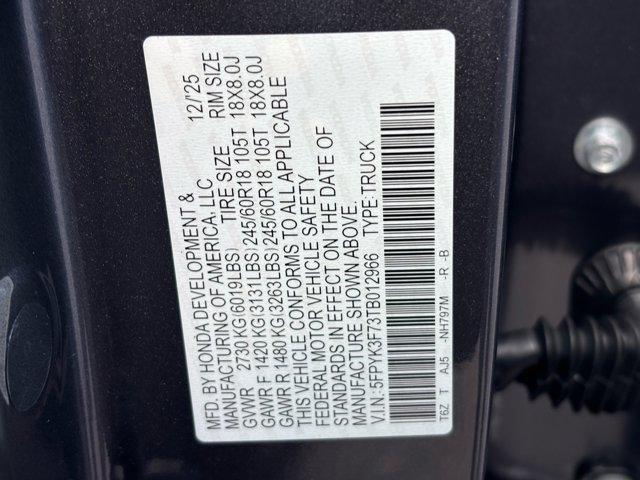 MFD. BY HONDA DEVELOPMENT & 12/'25
MANUFACTURING OF AMERICA, LLC
GVWR 2730 KG(6019LBS) TIRE SIZE RIM SIZE
GAWR F 1420 KG(3131LBS) 245/60R18 105T 18X8.0J
GAWR R 1480 KG(3263LBS) 245/60R18 105T 18X8.0J
THIS VEHICLE CONFORMS TO ALL APPLICABLE
FEDERAL MOTOR VEHICLE SAFETY
STANDARDS IN EFFECT ON THE DATE OF
MANUFACTURE SHOWN ABOVE.
V.I.N.:5FPYK3F73TB012966 TYPE:TRUCK
T6Z T AJ5 -NH797M -R -B